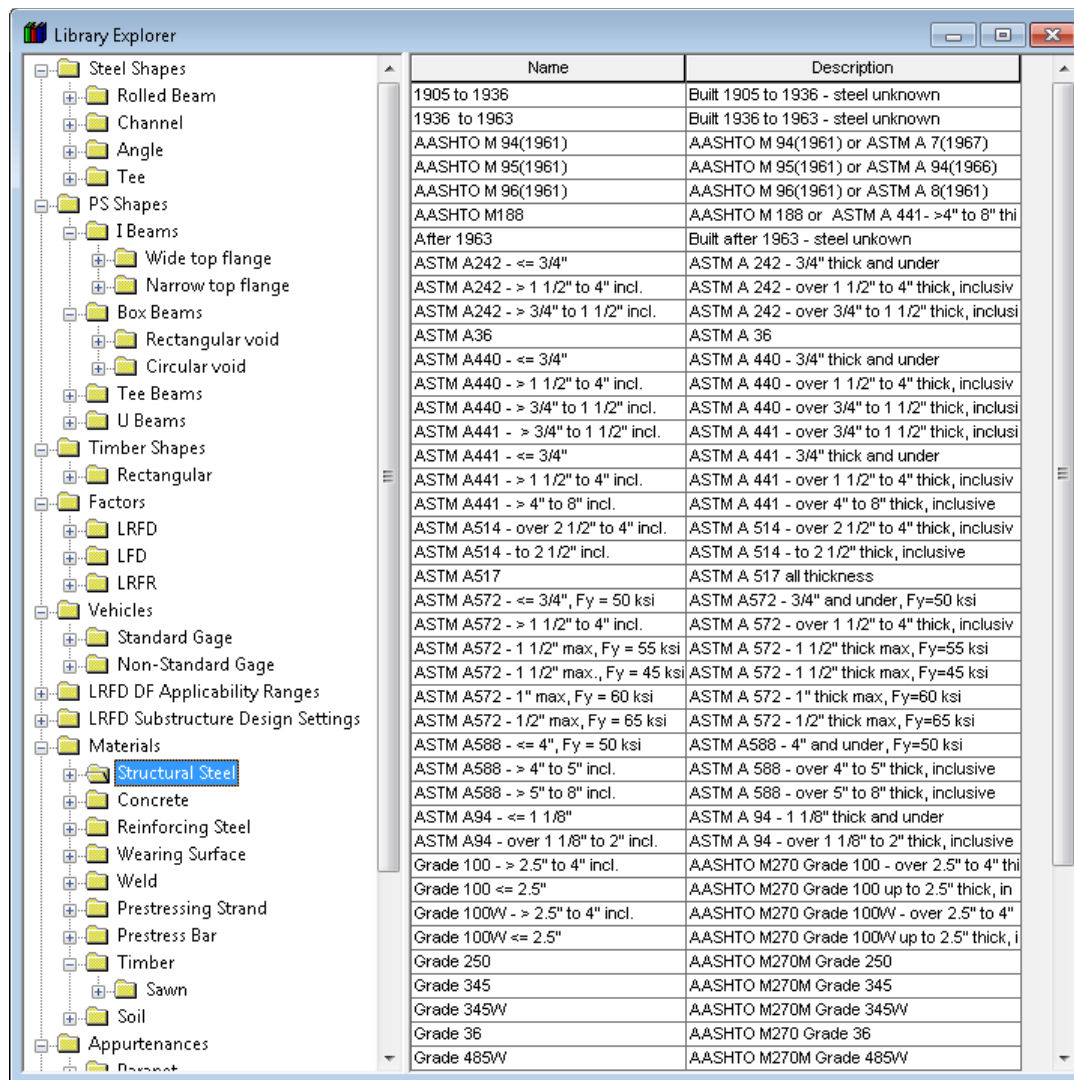 Library Explorer
Steel Shapes
Rolled Beam
Channel
Angle
Tee
PS Shapes
I Beams
Wide top flange
Narrow top flange
Box Beams
Rectangular void
Circular void
Tee Beams
U Beams
Timber Shapes
Rectangular
Factors
LRFD
LFD
LRFR
Vehicles
Standard Gage
Non-Standard Gage
LRFD DF Applicability Ranges
LRFD Substructure Design Settings
Materials
Structural Steel
Concrete
Reinforcing Steel
Wearing Surface
Weld
Prestressing Strand
Prestress Bar
Timber
Sawn
Soil
Appurtenances
Name Description
1905 to 1936 Built 1905 to 1936 - steel unknown
1936 to 1963 Built 1936 to 1963 - steel unknown
AASHTO M 94(1961) AASHTO M 94(1961) or ASTM A 7(1967)
AASHTO M 95(1961) AASHTO M 95(1961) or ASTM A 94(1966)
AASHTO M 96(1961) AASHTO M 96(1961) or ASTM A 8(1961)
AASHTO M188 AASHTO M 188 or ASTM A 441- >4" to 8" thi
After 1963 Built after 1963 - steel unkown
ASTM A242 - <= 3/4" ASTM A 242 - 3/4" thick and under
ASTM A242 - > 1 1/2" to 4" incl. ASTM A 242 - over 1 1/2" to 4" thick, inclusiv
ASTM A242 - > 3/4" to 1 1/2" incl. ASTM A 242 - over 3/4" to 1 1/2" thick, inclusi
ASTM A36 ASTM A 36
ASTM A440 - <= 3/4" ASTM A 440 - 3/4" thick and under
ASTM A440 - > 1 1/2" to 4" incl. ASTM A 440 - over 1 1/2" to 4" thick, inclusiv
ASTM A440 - > 3/4" to 1 1/2" incl. ASTM A 440 - over 3/4" to 1 1/2" thick, inclusi
ASTM A441 - > 3/4" to 1 1/2" incl. ASTM A 441 - over 3/4" to 1 1/2" thick, inclusi
ASTM A441 - <= 3/4" ASTM A 441 - 3/4" thick and under
ASTM A441 - > 1 1/2" to 4" incl. ASTM A 441 - over 1 1/2" to 4" thick, inclusiv
ASTM A441 - > 4" to 8" incl. ASTM A 441 - over 4" to 8" thick, inclusive
ASTM A514 - over 2 1/2" to 4" incl. ASTM A 514 - over 2 1/2" to 4" thick, inclusiv
ASTM A514 - to 2 1/2" incl. ASTM A 514 - to 2 1/2" thick, inclusive
ASTM A517 ASTM A 517 all thickness
ASTM A572 - <= 3/4", Fy = 50 ksi ASTM A572 - 3/4" and under, Fy=50 ksi
ASTM A572 - > 1 1/2" to 4" incl. ASTM A 572 - over 1 1/2" to 4" thick, inclusiv
ASTM A572 - 1 1/2" max, Fy = 55 ksi ASTM A 572 - 1 1/2" thick max, Fy=55 ksi
ASTM A572 - 1 1/2" max., Fy = 45 ksi ASTM A 572 - 1 1/2" thick max, Fy=45 ksi
ASTM A572 - 1" max, Fy = 60 ksi ASTM A 572 - 1" thick max, Fy=60 ksi
ASTM A572 - 1/2" max, Fy = 65 ksi ASTM A 572 - 1/2" thick max, Fy=65 ksi
ASTM A588 - <= 4", Fy = 50 ksi ASTM A588 - 4" and under, Fy=50 ksi
ASTM A588 - > 4" to 5" incl. ASTM A 588 - over 4" to 5" thick, inclusive
ASTM A588 - > 5" to 8" incl. ASTM A 588 - over 5" to 8" thick, inclusive
ASTM A94 - <= 1 1/8" ASTM A 94 - 1 1/8" thick and under
ASTM A94 - over 1 1/8" to 2" incl. ASTM A 94 - over 1 1/8" to 2" thick, inclusive
Grade 100 - > 2.5" to 4" incl. AASHTO M270 Grade 100 - over 2.5" to 4" thi
Grade 100 <= 2.5" AASHTO M270 Grade 100 up to 2.5" thick, in
Grade 100W - > 2.5" to 4" incl. AASHTO M270 Grade 100W - over 2.5" to 4"
Grade 100W <= 2.5" AASHTO M270 Grade 100W up to 2.5" thick, i
Grade 250 AASHTO M270M Grade 250
Grade 345 AASHTO M270M Grade 345
Grade 345W AASHTO M270M Grade 345W
Grade 36 AASHTO M270 Grade 36
Grade 485W AASHTO M270M Grade 485W